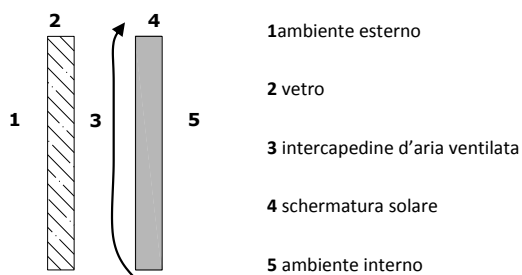 2 4
1 3 5
1ambiente esterno
2 vetro
3 intercapedine d'aria ventilata
4 schermatura solare
5 ambiente interno